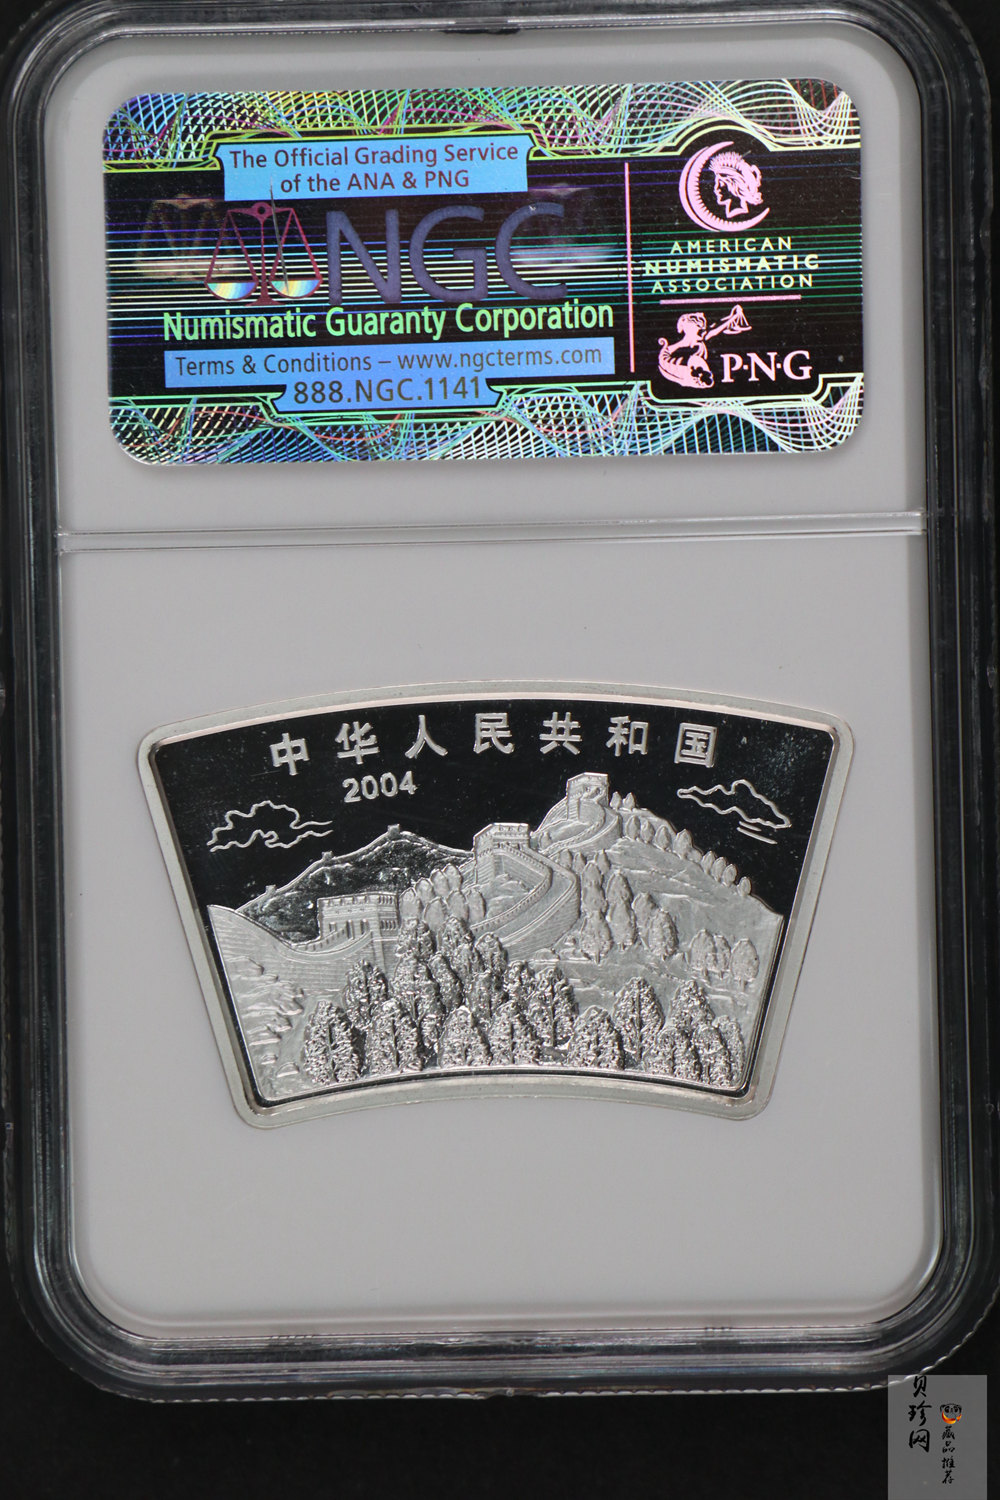 The Official Grading Service
of the ANA & PNG
NGC
Numismatic Guaranty Corporation
Terms & Conditions – www.ngcterms.com
888.NGC.1141
AMERICAN
NUMISMATIC
ASSOCIATION
P·N·G
中华人民共和国
2004
贝珍网
藏品推荐